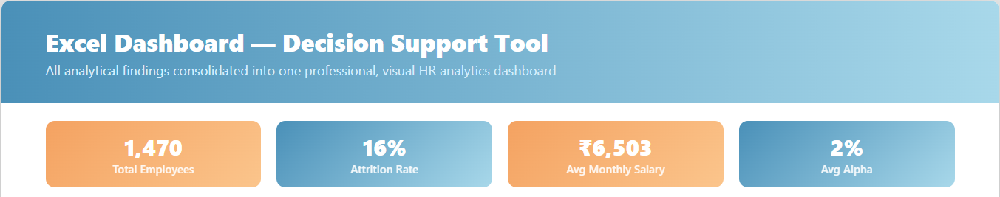 Excel Dashboard — Decision Support Tool
All analytical findings consolidated into one professional, visual HR analytics dashboard
1,470
Total Employees
16%
Attrition Rate
₹6,503
Avg Monthly Salary
2%
Avg Alpha